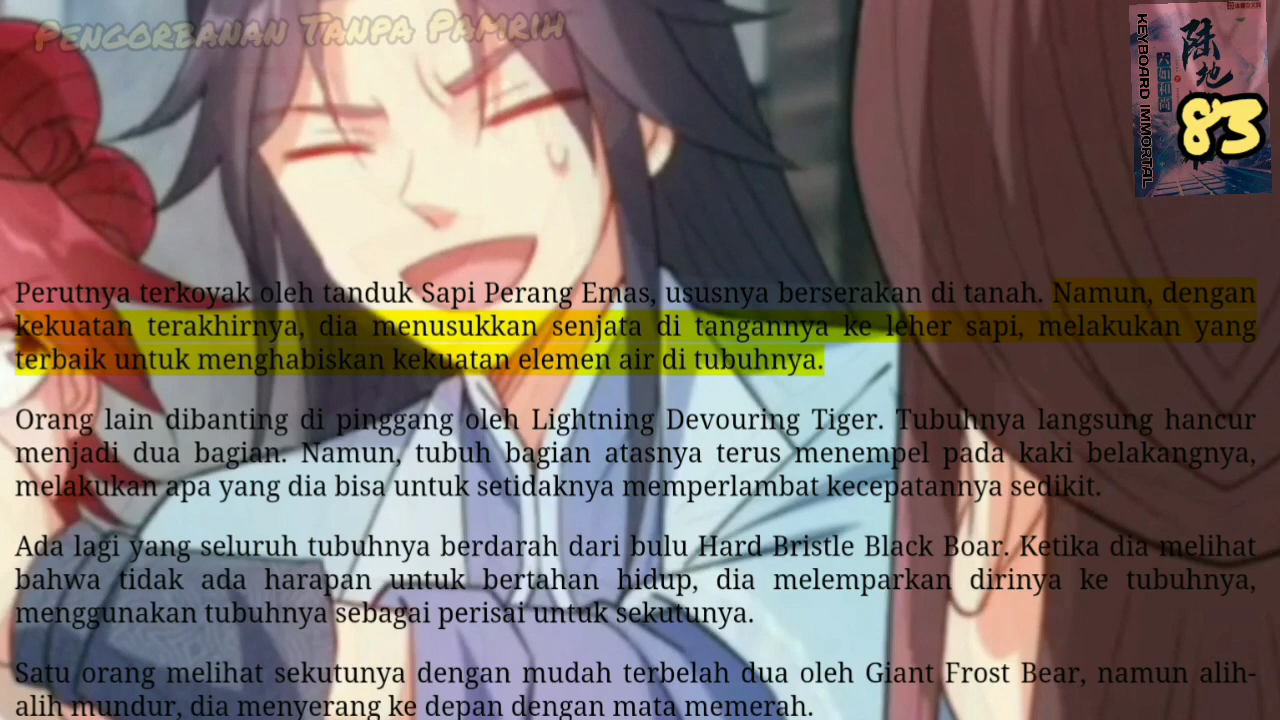 Pengorbanan Tanpa Pamrih
KEYBOARD IMMORTAL
陆地
83
Perutnya terkoyak oleh tanduk Sapi Perang Emas, ususnya berserakan di tanah. Namun, dengan
kekuatan terakhirnya, dia menusukkan senjata di tangannya ke leher sapi, melakukan yang
terbaik untuk menghabiskan kekuatan elemen air di tubuhnya.
Orang lain dibanting di pinggang oleh Lightning Devouring Tiger. Tubuhnya langsung hancur
menjadi dua bagian. Namun, tubuh bagian atasnya terus menempel pada kaki belakangnya,
melakukan apa yang dia bisa untuk setidaknya memperlambat kecepatannya sedikit.
Ada lagi yang seluruh tubuhnya berdarah dari bulu Hard Bristle Black Boar. Ketika dia melihat
bahwa tidak ada harapan untuk bertahan hidup, dia melemparkan dirinya ke tubuhnya,
menggunakan tubuhnya sebagai perisai untuk sekutunya.
Satu orang melihat sekutunya dengan mudah terbelah dua oleh Giant Frost Bear, namun alih-
alih mundur, dia menyerang ke depan dengan mata memerah.